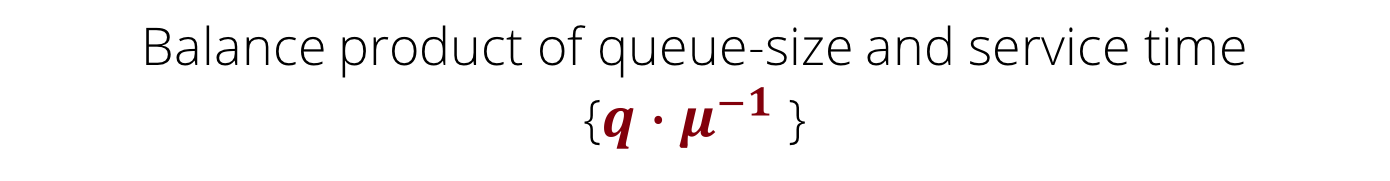 Balance product of queue-size and service time
{q · μ⁻¹ }